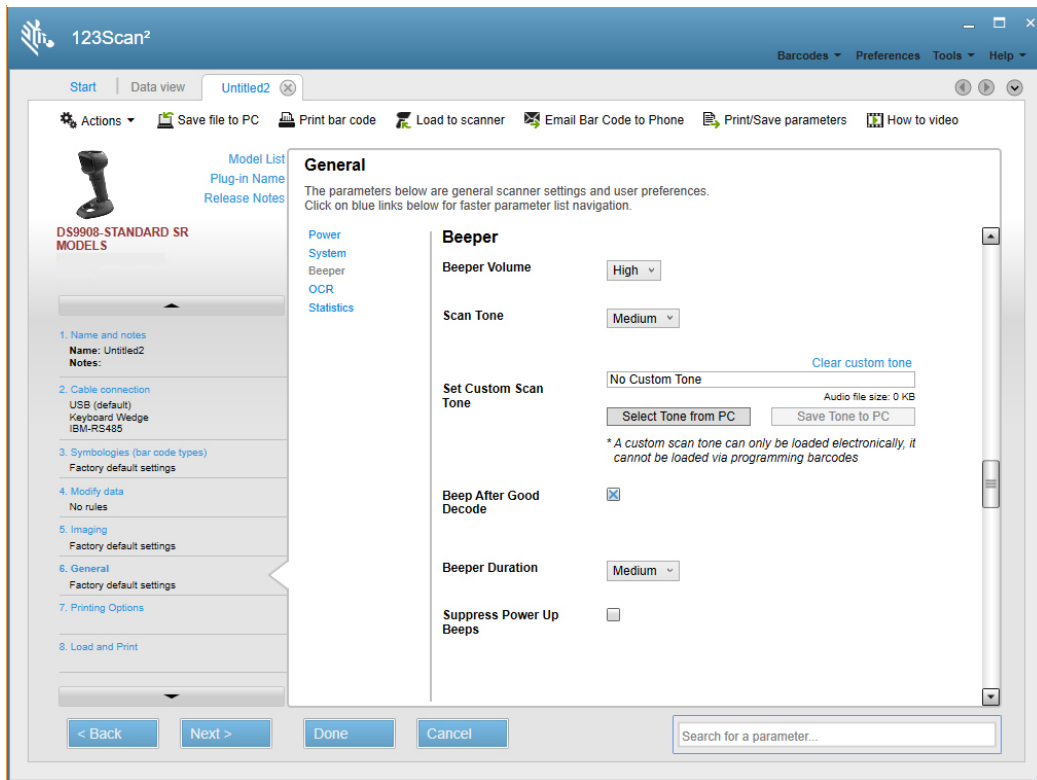 123Scan²
Barcodes Preferences Tools Help
Start Data view Untitled2
Actions Save file to PC Print bar code Load to scanner Email Bar Code to Phone Print/Save parameters How to video
Model List
Plug-in Name
Release Notes
DS9908-STANDARD SR
MODELS
1. Name and notes
Name: Untitled2
Notes:
2. Cable connection
USB (default)
Keyboard Wedge
IBM-RS485
3. Symbologies (bar code types)
Factory default settings
4. Modify data
No rules
5. Imaging
Factory default settings
6. General
Factory default settings
7. Printing Options
8. Load and Print
General
The parameters below are general scanner settings and user preferences.
Click on blue links below for faster parameter list navigation.
Power
System
Beeper
OCR
Statistics
Beeper
Beeper Volume High
Scan Tone Medium
Clear custom tone
Set Custom Scan
Tone
No Custom Tone
Audio file size: 0 KB
Select Tone from PC Save Tone to PC
* A custom scan tone can only be loaded electronically, it
cannot be loaded via programming barcodes
Beep After Good
Decode
Beeper Duration Medium
Suppress Power Up
Beeps
< Back Next > Done Cancel Search for a parameter...